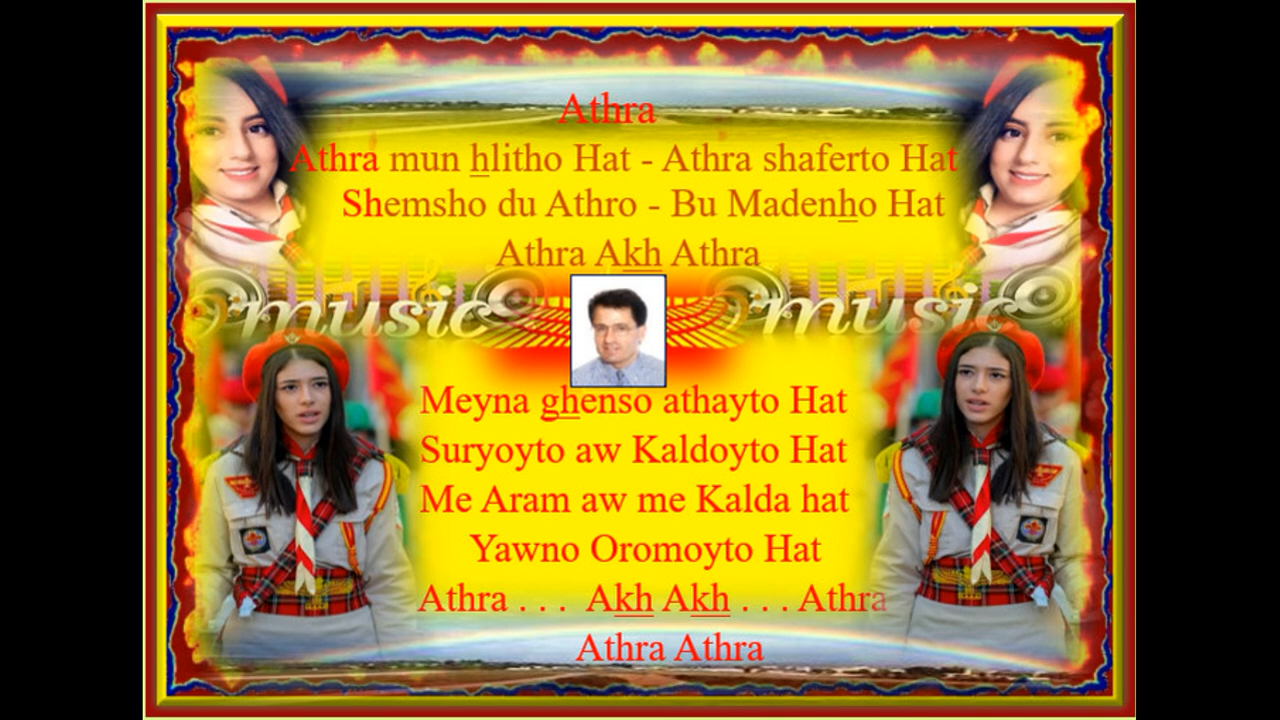 Athra
Athra mun hlitho Hat - Athra shaferto Hat
Shemsho du Athro - Bu Madenho Hat
Athra Akh Athra
music music
Meyna ghenso athayto Hat
Suryoyto aw Kaldoyto Hat
Me Aram aw me Kalda hat
Yawno Oromoyto Hat
Athra . . . Akh Akh . . . Athra
Athra Athra